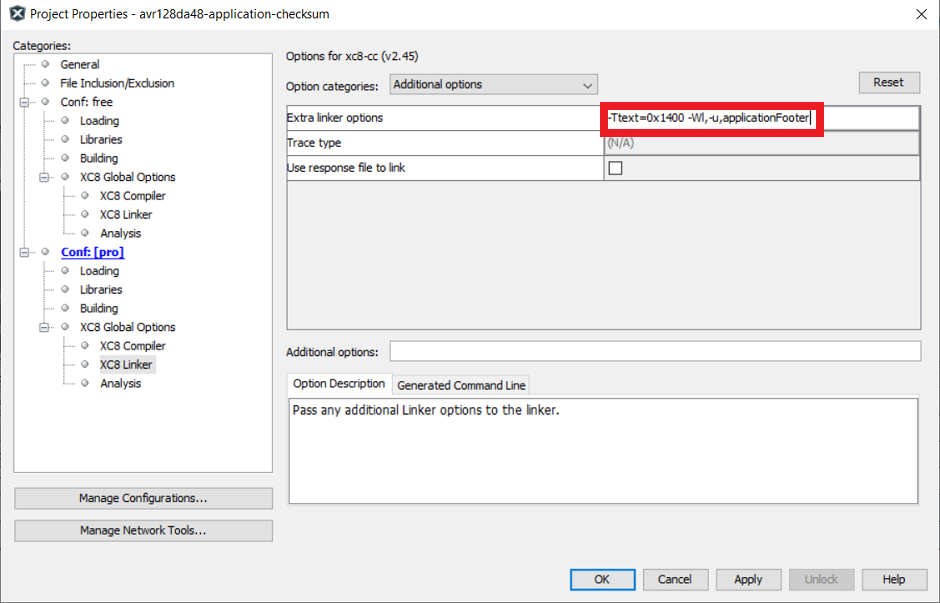 Project Properties - avr128da48-application-checksum
Categories:
General
File Inclusion/Exclusion
Conf: free
Loading
Libraries
Building
XC8 Global Options
XC8 Compiler
XC8 Linker
Analysis
Conf: [pro]
Loading
Libraries
Building
XC8 Global Options
XC8 Compiler
XC8 Linker
Analysis
Manage Configurations...
Manage Network Tools...
Options for xc8-cc (v2.45)
Option categories: Additional options Reset
Extra linker options -Ttext=0x1400 -Wl,-u,applicationFooter
Trace type (N/A)
Use response file to link
Additional options:
Option Description Generated Command Line
Pass any additional Linker options to the linker.
OK Cancel Apply Unlock Help